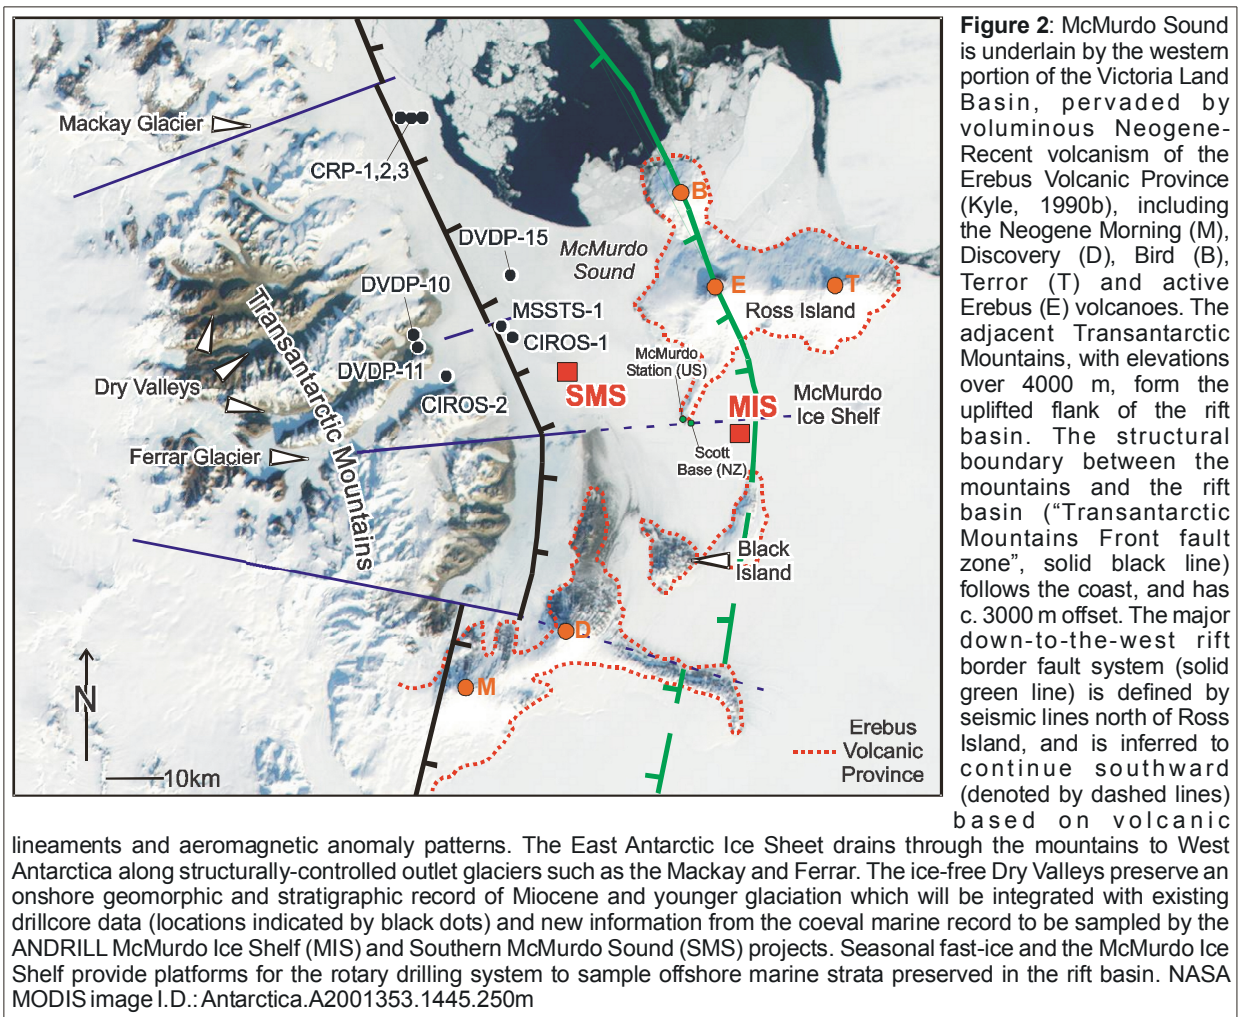 Mackay Glacier
CRP-1,2,3
DVDP-15
McMurdo
Sound
B
DVDP-10
E
T
Ross Island
MSSTS-1
CIROS-1
Transantarctic Mountains
McMurdo
Station (US)
Dry Valleys
DVDP-11
SMS
CIROS-2
MIS
McMurdo
Ice Shelf
Ferrar Glacier
Scott
Base (NZ)
Black
Island
D
M
N
10km
Erebus
Volcanic
Province
Figure 2: McMurdo Sound
is underlain by the western
portion of the Victoria Land
Basin, pervaded by
voluminous Neogene-
Recent volcanism of the
Erebus Volcanic Province
(Kyle, 1990b), including
the Neogene Morning (M),
Discovery (D), Bird (B),
Terror (T) and active
Erebus (E) volcanoes. The
adjacent Transantarctic
Mountains, with elevations
over 4000 m, form the
uplifted flank of the rift
basin. The structural
boundary between the
mountains and the rift
basin (“Transantarctic
Mountains Front fault
zone”, solid black line)
follows the coast, and has
c. 3000 m offset. The major
down-to-the-west rift
border fault system (solid
green line) is defined by
seismic lines north of Ross
Island, and is inferred to
continue southward
(denoted by dashed lines)
based on volcanic
lineaments and aeromagnetic anomaly patterns. The East Antarctic Ice Sheet drains through the mountains to West
Antarctica along structurally-controlled outlet glaciers such as the Mackay and Ferrar. The ice-free Dry Valleys preserve an
onshore geomorphic and stratigraphic record of Miocene and younger glaciation which will be integrated with existing
drillcore data (locations indicated by black dots) and new information from the coeval marine record to be sampled by the
ANDRILL McMurdo Ice Shelf (MIS) and Southern McMurdo Sound (SMS) projects. Seasonal fast-ice and the McMurdo Ice
Shelf provide platforms for the rotary drilling system to sample offshore marine strata preserved in the rift basin. NASA
MODIS image I.D.: Antarctica.A2001353.1445.250m